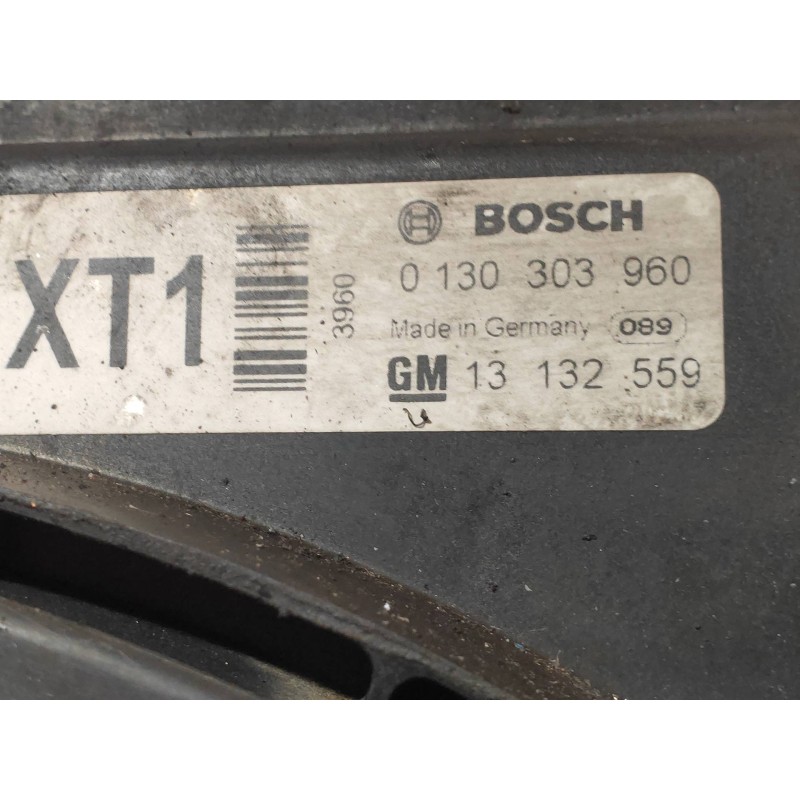 XT1
3960
BOSCH
0 130 303 960
Made in Germany 089
GM 13 132 559